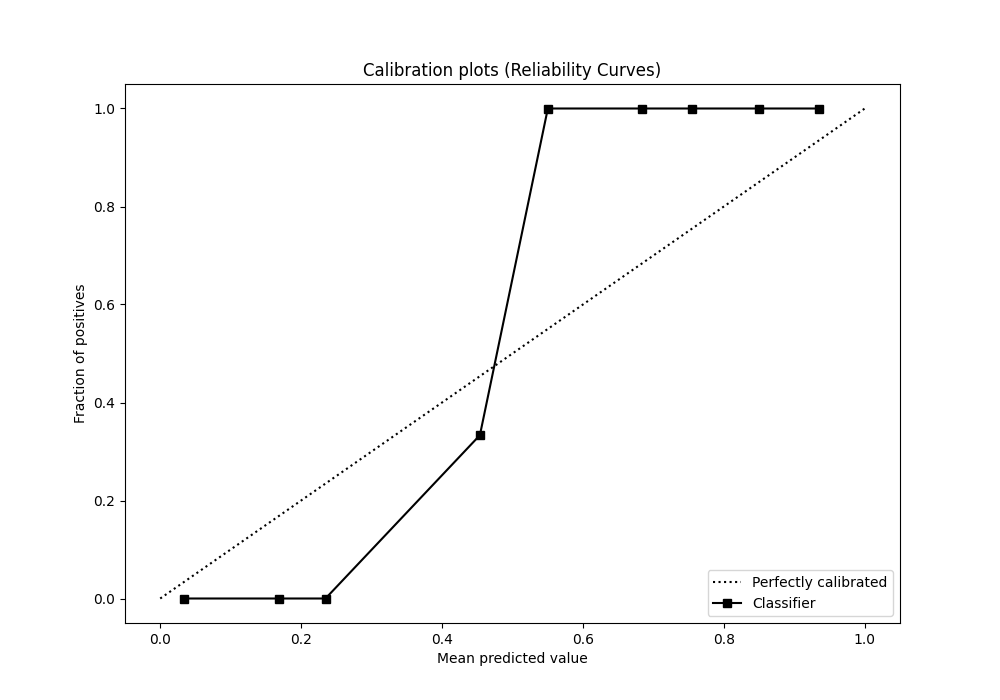 Calibration plots (Reliability Curves)
1.0
0.8
0.6
0.4
0.2
0.0
Fraction of positives
0.0 0.2 0.4 0.6 0.8 1.0
Mean predicted value
Perfectly calibrated
Classifier